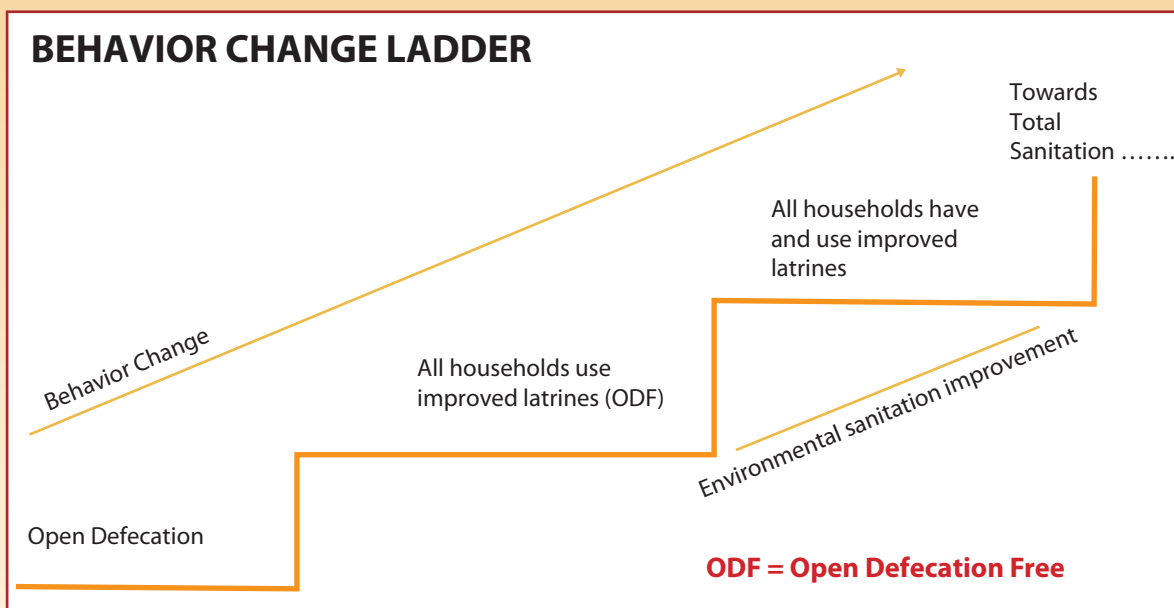 BEHAVIOR CHANGE LADDER
Towards
Total
Sanitation …….
All households have
and use improved
latrines
Behavior Change
All households use
improved latrines (ODF)
Environmental sanitation improvement
Open Defecation
ODF = Open Defecation Free